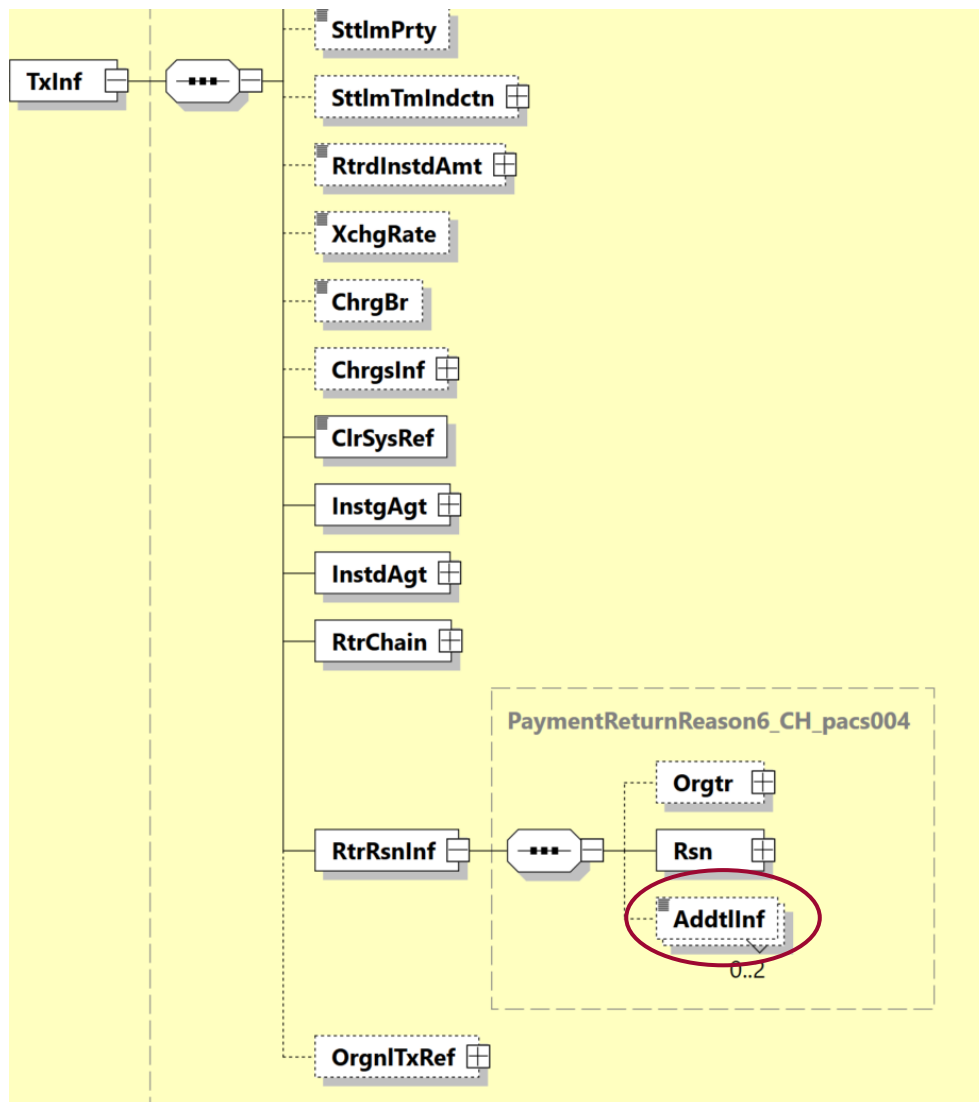 SttlmPrty
TxInf
SttlmTmIndctn
RtrdInstdAmt
XchgRate
ChrgBr
ChrgsInf
ClrSysRef
InstgAgt
InstdAgt
RtrChain
PaymentReturnReason6_CH_pacs004
Orgtr
RtrRsnInf
Rsn
AddtlInf
0..2
OrgnlTxRef